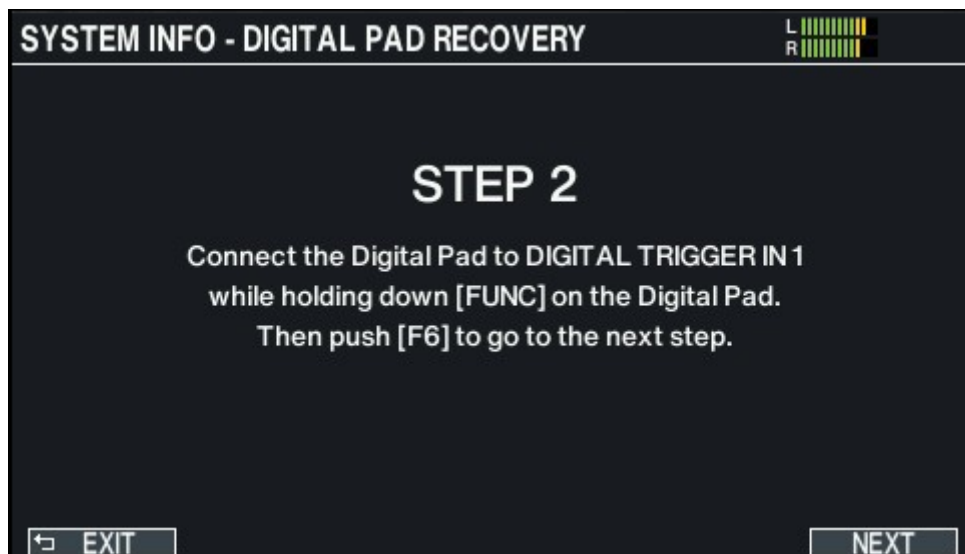 SYSTEM INFO - DIGITAL PAD RECOVERY
L
R
STEP 2
Connect the Digital Pad to DIGITAL TRIGGER IN 1
while holding down [FUNC] on the Digital Pad.
Then push [F6] to go to the next step.
EXIT
NEXT